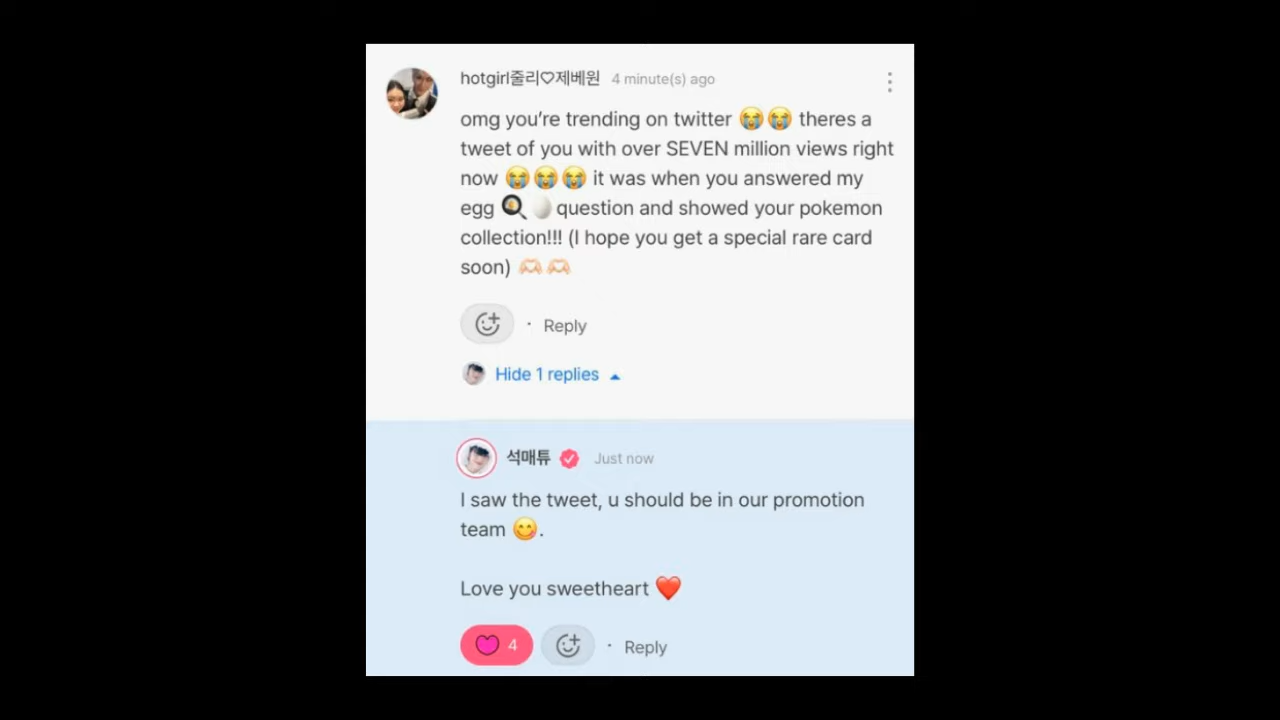 hotgirl줄리♡제베원 4 minute(s) ago
omg you're trending on twitter 😭😭 theres a
tweet of you with over SEVEN million views right
now 😭😭😭 it was when you answered my
egg 🍳🥚 question and showed your pokemon
collection!!! (I hope you get a special rare card
soon) 🫶🏻🫶🏻
· Reply
Hide 1 replies
석매튜 Just now
I saw the tweet, u should be in our promotion
team 😋.
Love you sweetheart ❤️
4 · Reply